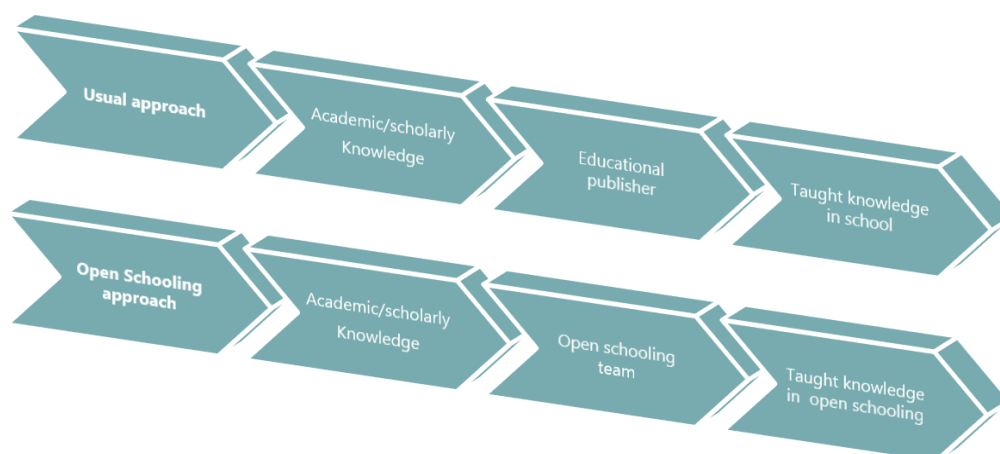 Usual approach
Academic/scholarly
Knowledge
Educational
publisher
Taught knowledge
in school
Open Schooling
approach
Academic/scholarly
Knowledge
Open schooling
team
Taught knowledge
in open schooling